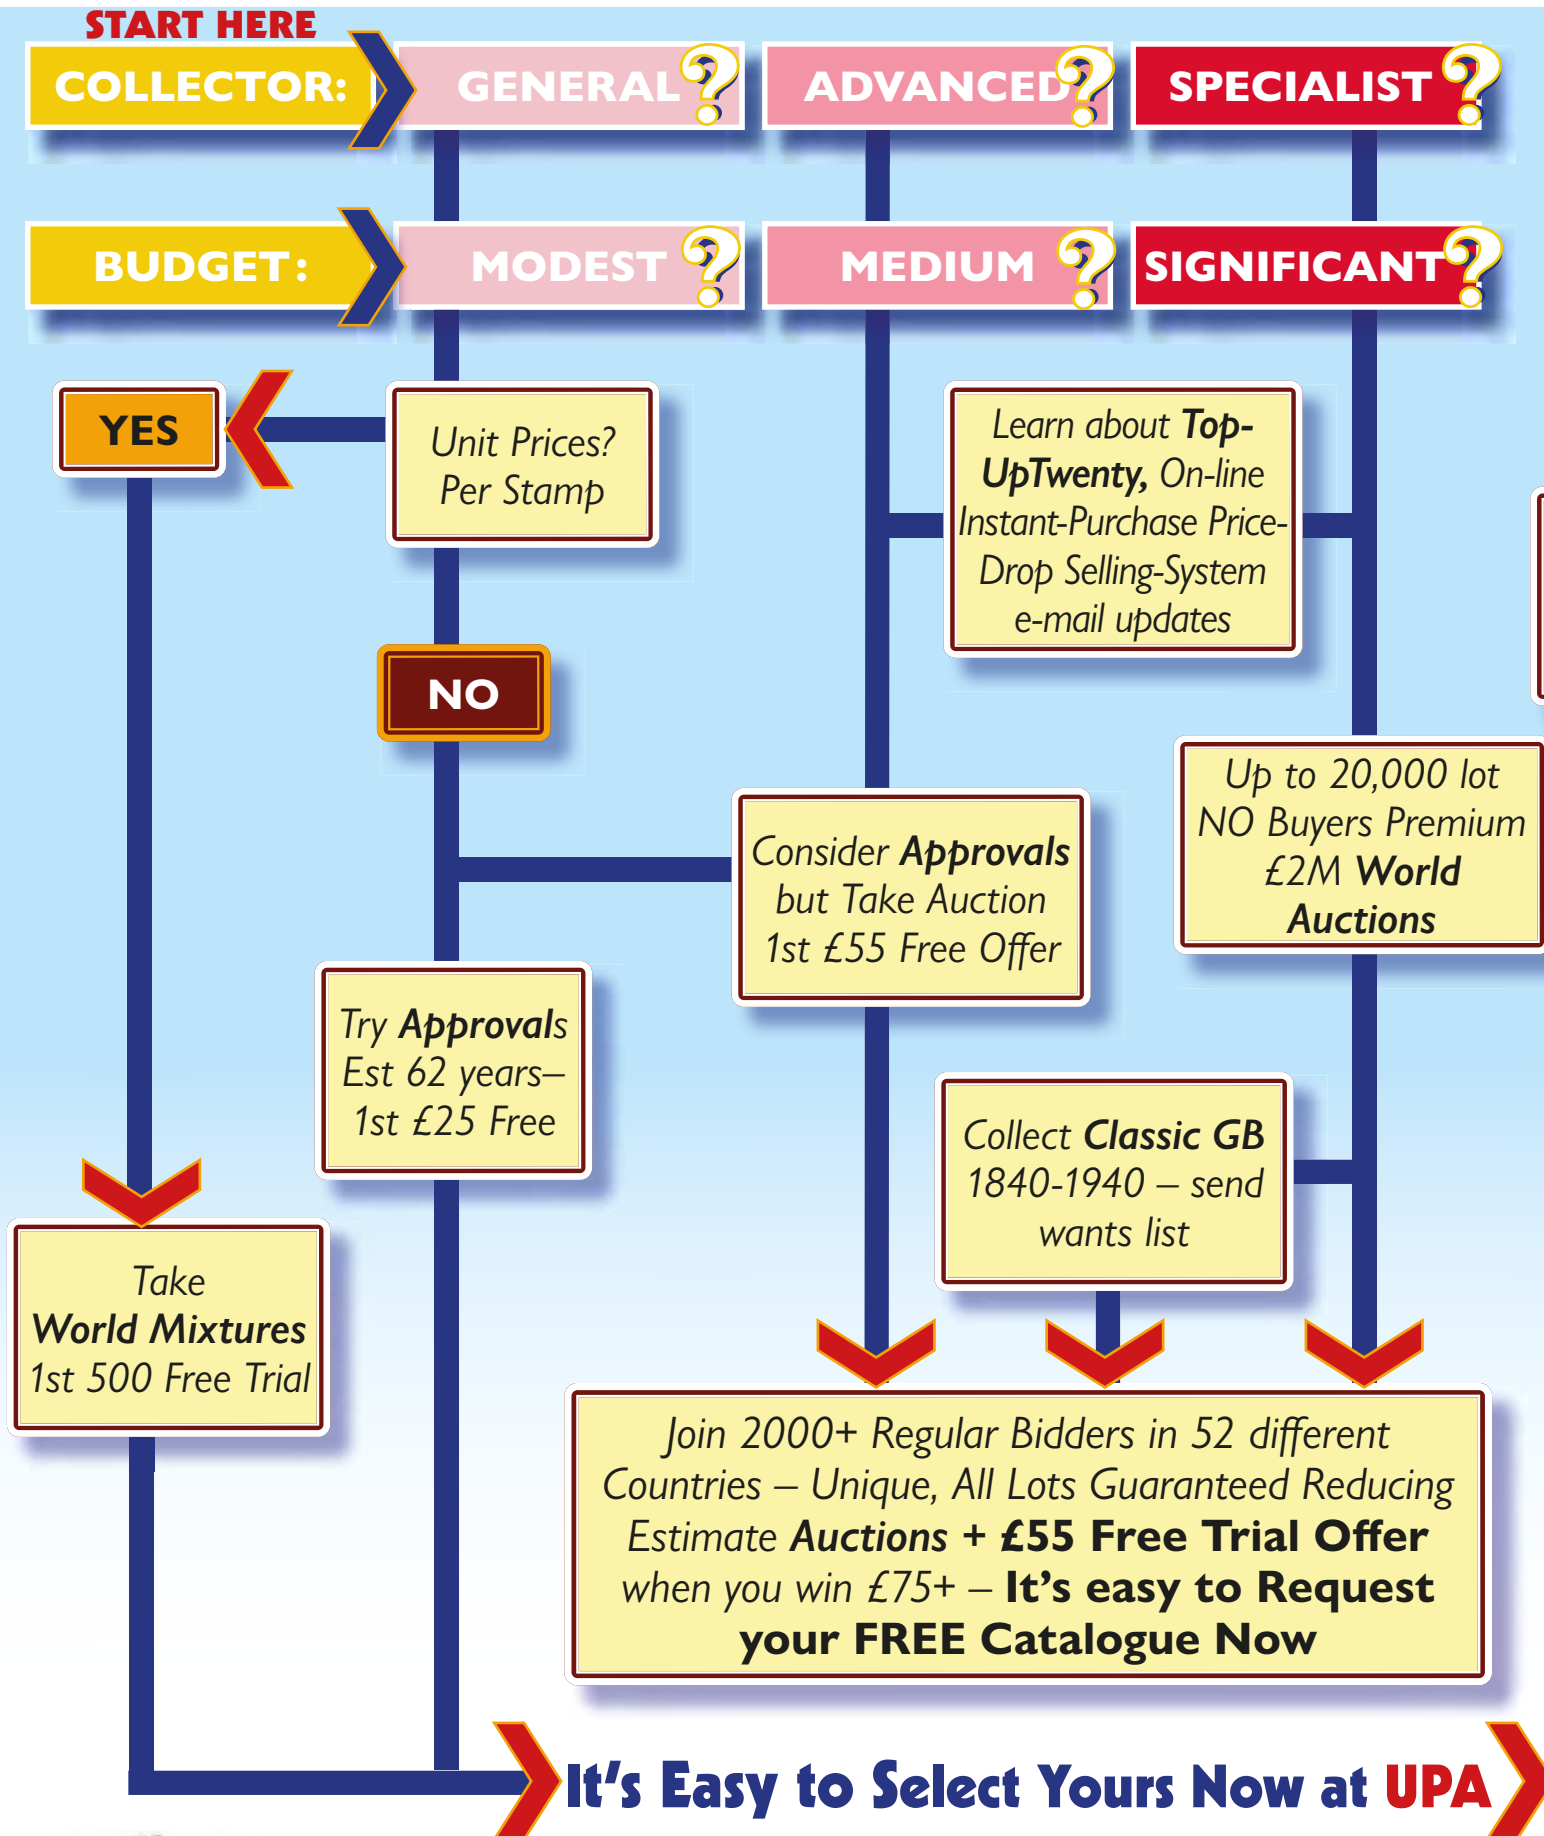 START HERE
COLLECTOR: GENERAL? ADVANCED? SPECIALIST?
BUDGET: MODEST? MEDIUM? SIGNIFICANT?
YES
Unit Prices?
Per Stamp
Learn about Top-
UpTwenty, On-line
Instant-Purchase Price-
Drop Selling-System
e-mail updates
NO
Up to 20,000 lot
NO Buyers Premium
£2M World
Auctions
Consider Approvals
but Take Auction
1st £55 Free Offer
Try Approvals
Est 62 years–
1st £25 Free
Collect Classic GB
1840-1940 – send
wants list
Take
World Mixtures
1st 500 Free Trial
Join 2000+ Regular Bidders in 52 different
Countries – Unique, All Lots Guaranteed Reducing
Estimate Auctions + £55 Free Trial Offer
when you win £75+ – It's easy to Request
your FREE Catalogue Now
It's Easy to Select Yours Now at UPA